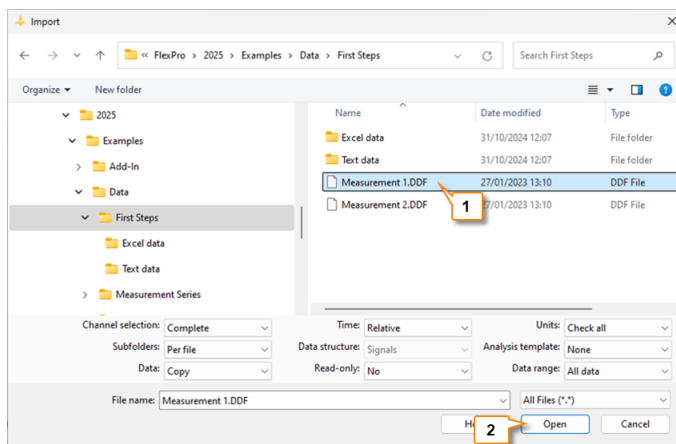 Import
« FlexPro › 2025 › Examples › Data › First Steps
Search First Steps
Organize
New folder
2025
Examples
Add-In
Data
First Steps
Excel data
Text data
Measurement Series
Name Date modified Type
Excel data 31/10/2024 12:07 File folder
Text data 31/10/2024 12:07 File folder
Measurement 1.DDF 27/01/2023 13:10 DDF File
Measurement 2.DDF 27/01/2023 13:10 DDF File
1
Channel selection: Complete Time: Relative Units: Check all
Subfolders: Per file Data structure: Signals Analysis template: None
Data: Copy Read-only: No Data range: All data
File name: Measurement 1.DDF All Files (*.*)
2 Open Cancel